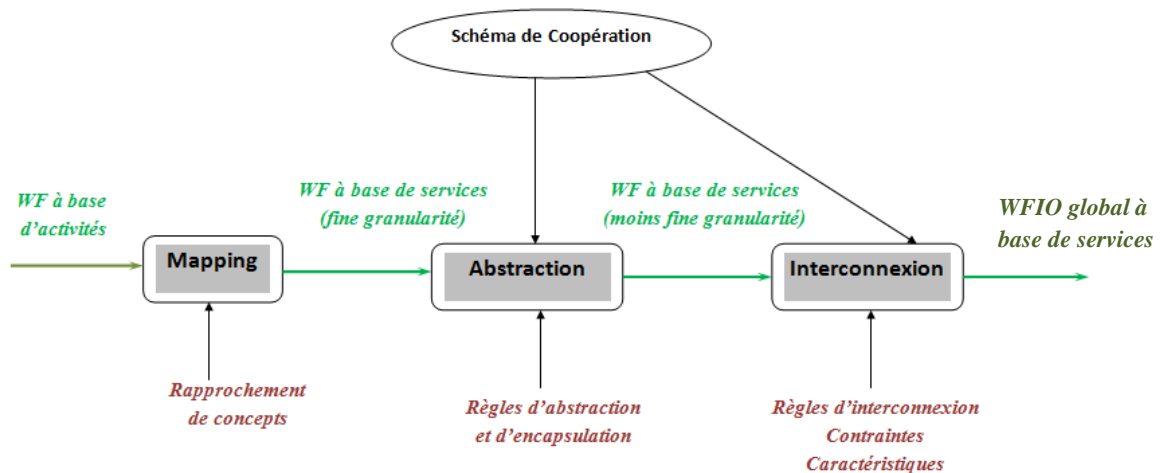 Schéma de Coopération
WF à base
d'activités
WF à base de services
(fine granularité)
WF à base de services
(moins fine granularité)
WFIO global à
base de services
Mapping
Abstraction
Interconnexion
Rapprochement
de concepts
Règles d'abstraction
et d'encapsulation
Règles d'interconnexion
Contraintes
Caractéristiques